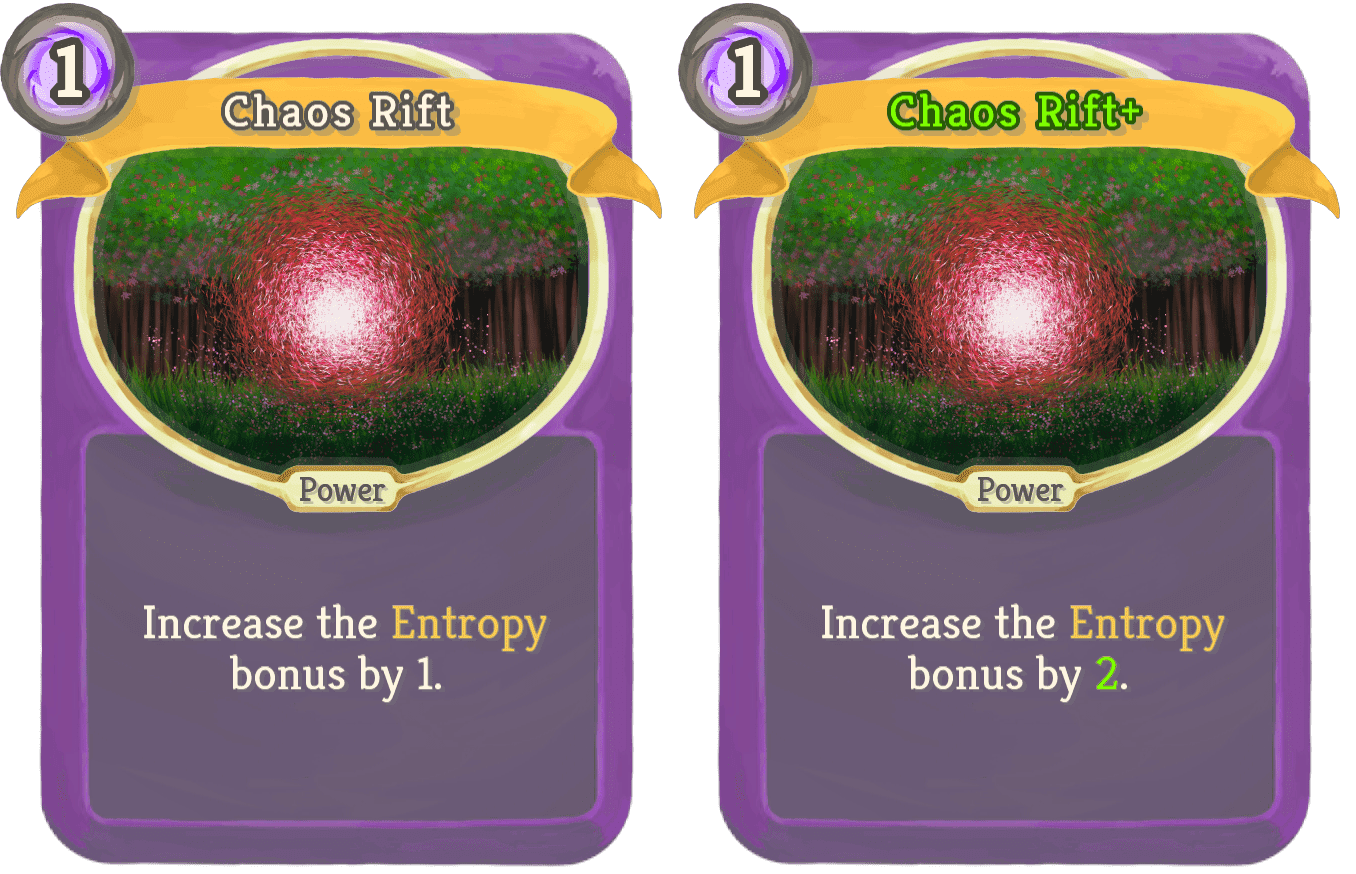 1
Chaos Rift
Power
Increase the Entropy
bonus by 1.
1
Chaos Rift+
Power
Increase the Entropy
bonus by 2.